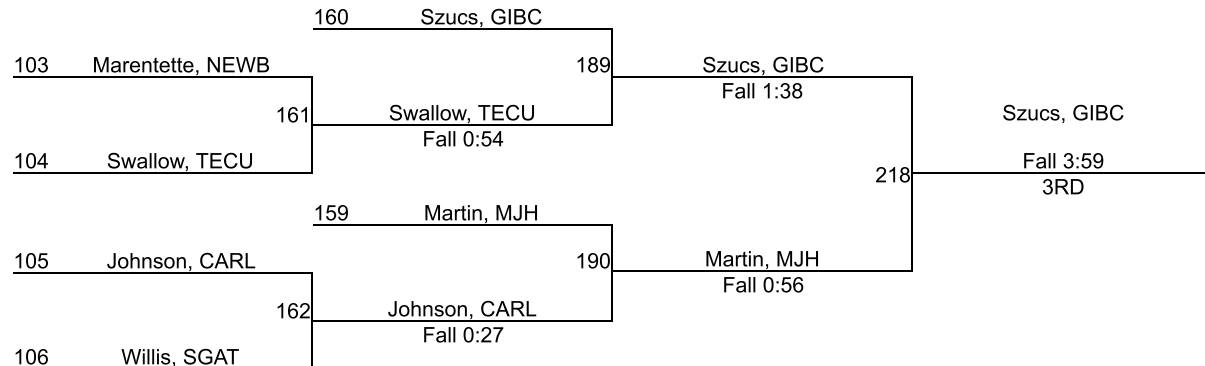 160 Szucs, GIBC
103 Marentette, NEWB
189
Szucs, GIBC
Fall 1:38
161
Swallow, TECU
Fall 0:54
Szucs, GIBC
104 Swallow, TECU
Fall 3:59
218
3RD
159 Martin, MJH
105 Johnson, CARL
190
Martin, MJH
Fall 0:56
162
Johnson, CARL
Fall 0:27
106 Willis, SGAT